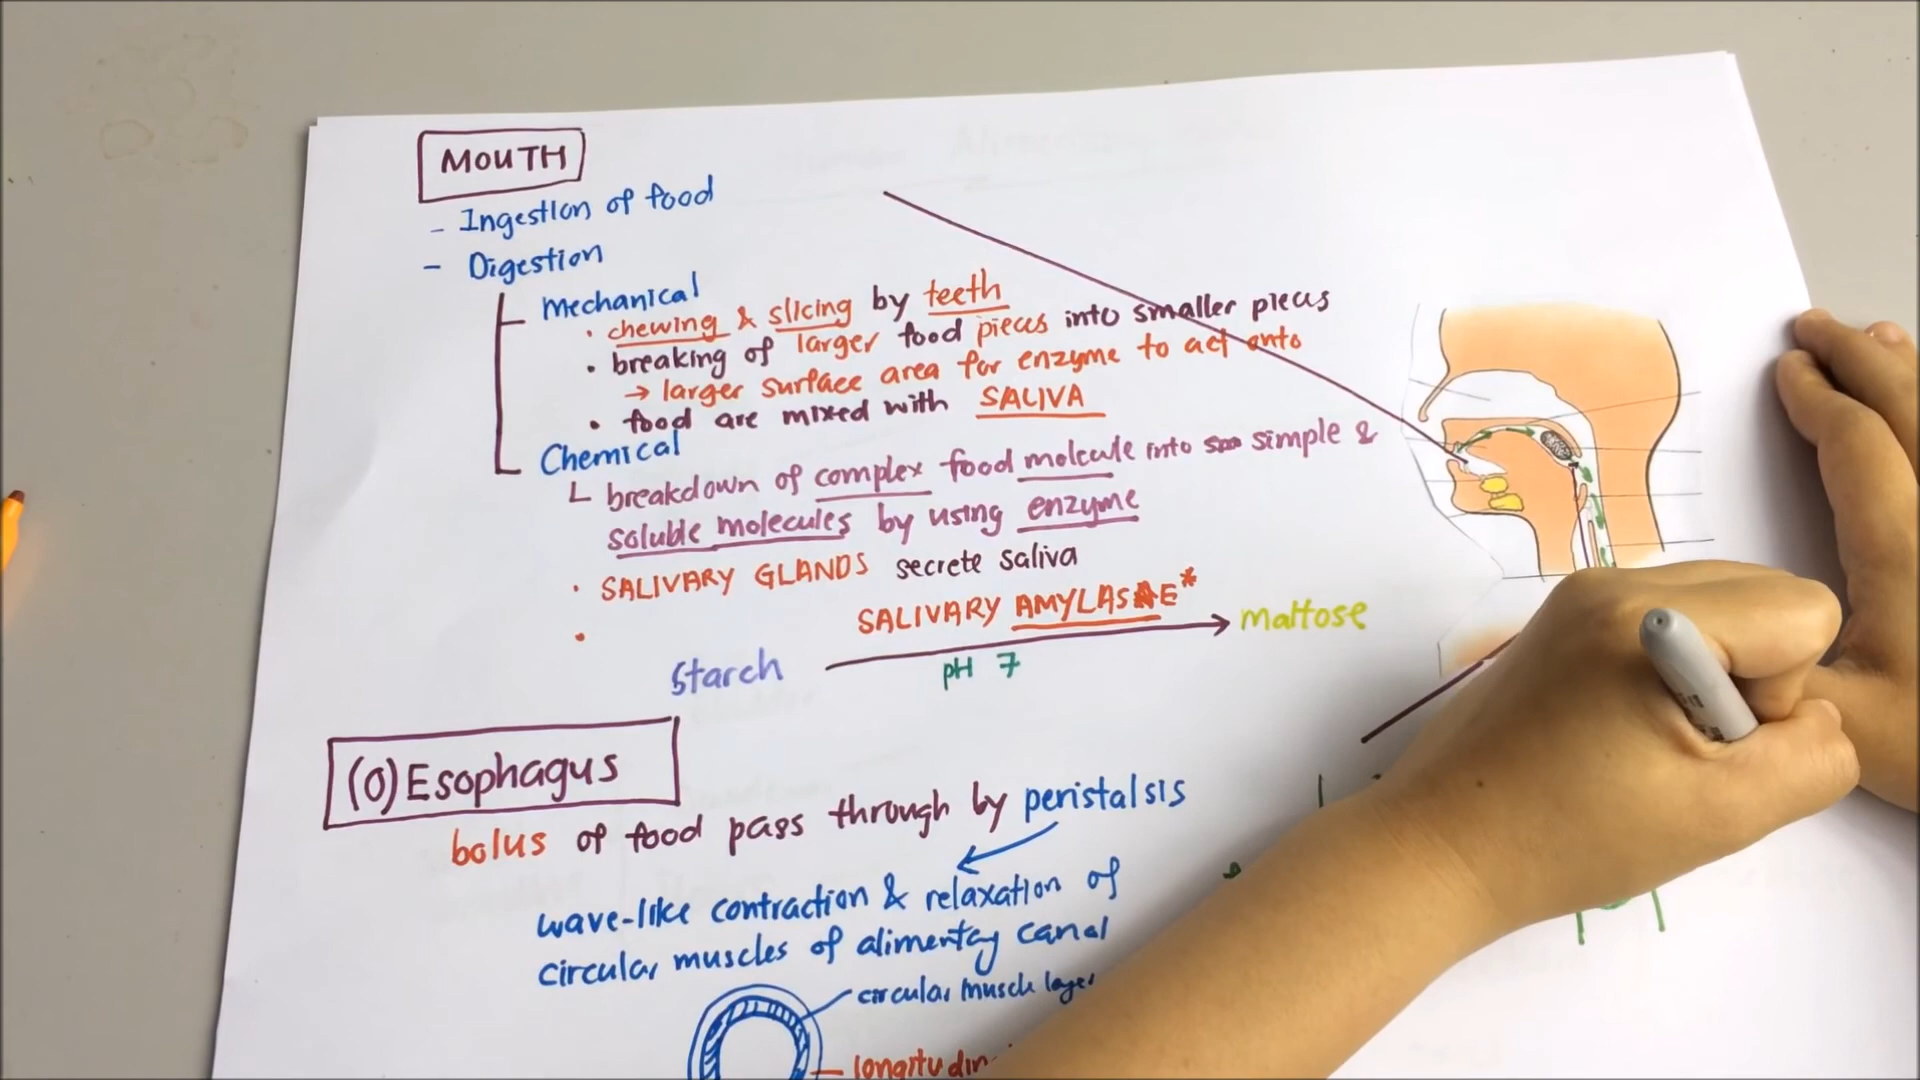 MOUTH
- Ingestion of food
- Digestion
Mechanical
• chewing & slicing by teeth
• breaking of larger food pieces into smaller pieces
→ larger surface area for enzyme to act onto
• food are mixed with SALIVA
Chemical
breakdown of complex food molcule into simple &
soluble molecules by using enzyme
• SALIVARY GLANDS secrete saliva
•
SALIVARY AMYLASE*
Starch → maltose
pH 7
(O)Esophagus
bolus of food pass through by peristalsis
wave-like contraction & relaxation of
circular muscles of alimentay canal
circular muscle layer
longitudin